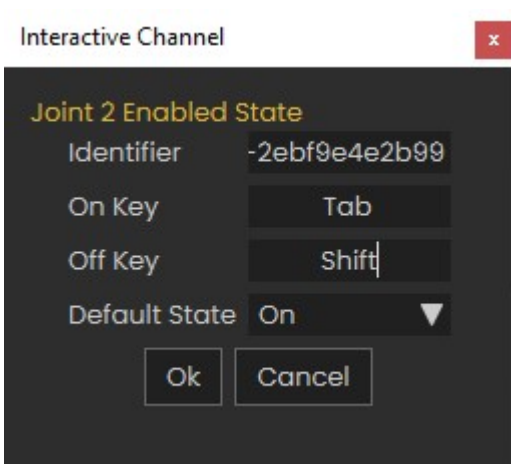 Interactive Channel
x
Joint 2 Enabled State
Identifier -2ebf9e4e2b99
On Key Tab
Off Key Shift
Default State On
Ok Cancel